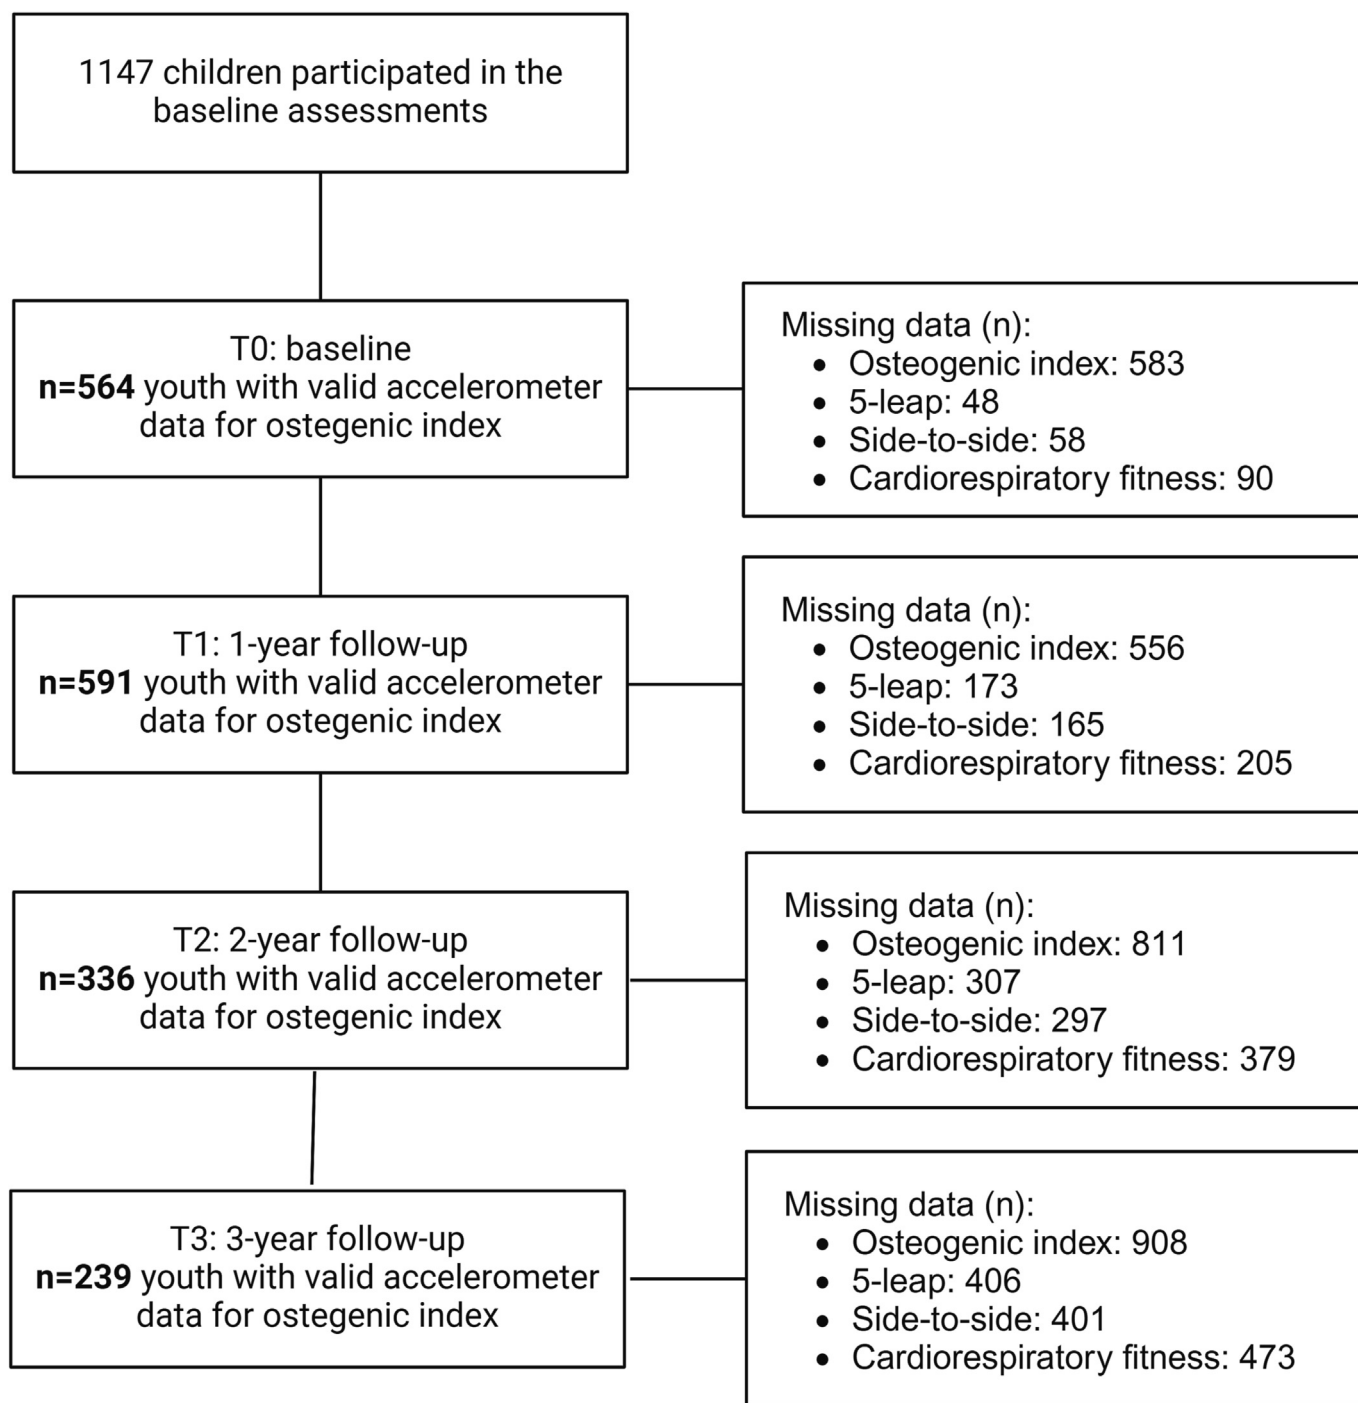 1147 children participated in the
baseline assessments
T0: baseline
n=564 youth with valid accelerometer
data for ostegenic index
Missing data (n):
• Osteogenic index: 583
• 5-leap: 48
• Side-to-side: 58
• Cardiorespiratory fitness: 90
T1: 1-year follow-up
n=591 youth with valid accelerometer
data for ostegenic index
Missing data (n):
• Osteogenic index: 556
• 5-leap: 173
• Side-to-side: 165
• Cardiorespiratory fitness: 205
T2: 2-year follow-up
n=336 youth with valid accelerometer
data for ostegenic index
Missing data (n):
• Osteogenic index: 811
• 5-leap: 307
• Side-to-side: 297
• Cardiorespiratory fitness: 379
T3: 3-year follow-up
n=239 youth with valid accelerometer
data for ostegenic index
Missing data (n):
• Osteogenic index: 908
• 5-leap: 406
• Side-to-side: 401
• Cardiorespiratory fitness: 473